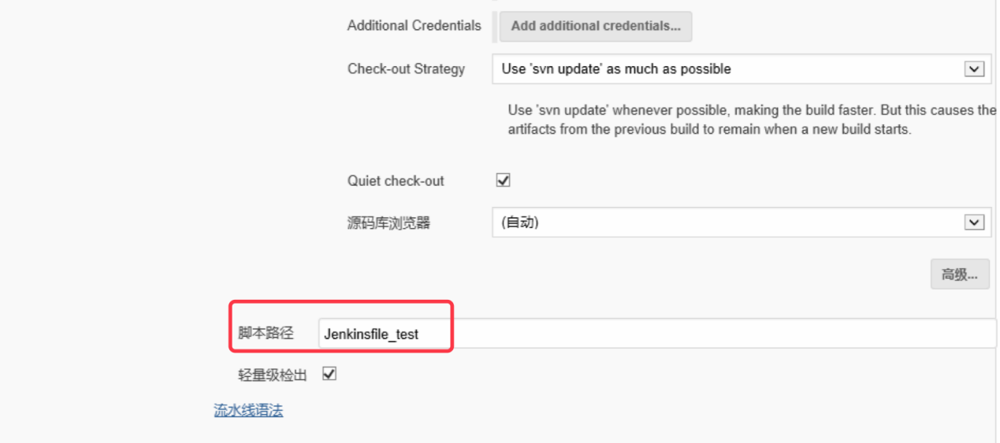 Additional Credentials Add additional credentials...
Check-out Strategy Use 'svn update' as much as possible
Use 'svn update' whenever possible, making the build faster. But this causes the
artifacts from the previous build to remain when a new build starts.
Quiet check-out
源码库浏览器 (自动)
高级...
脚本路径 Jenkinsfile_test
轻量级检出
流水线语法